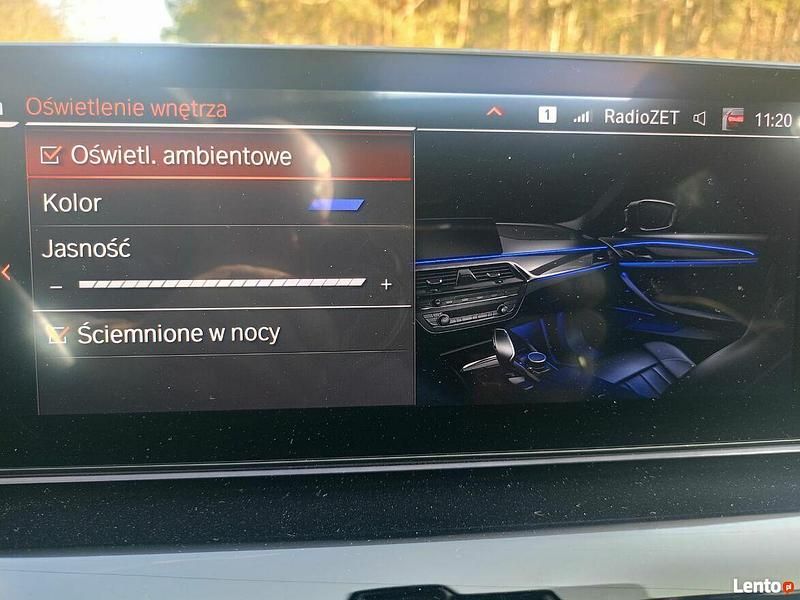 Oświetlenie wnętrza
1 RadioZET 11:20
Oświetl. ambientowe
Kolor
Jasność
− +
Ściemnione w nocy
Lento.pl